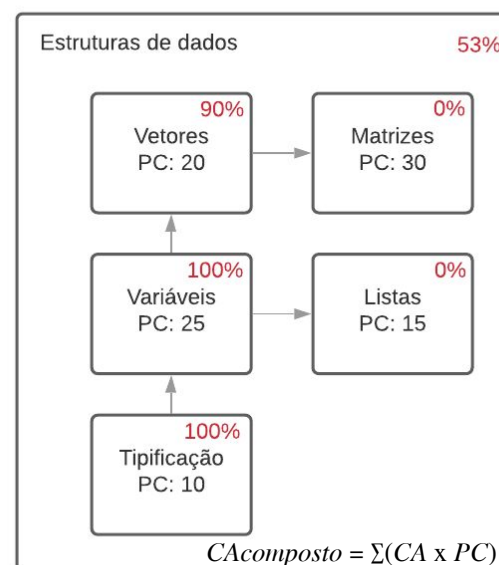 Estruturas de dados 53%
90%
Vetores
PC: 20
0%
Matrizes
PC: 30
100%
Variáveis
PC: 25
0%
Listas
PC: 15
100%
Tipificação
PC: 10
CAcomposto = ∑(CA x PC)